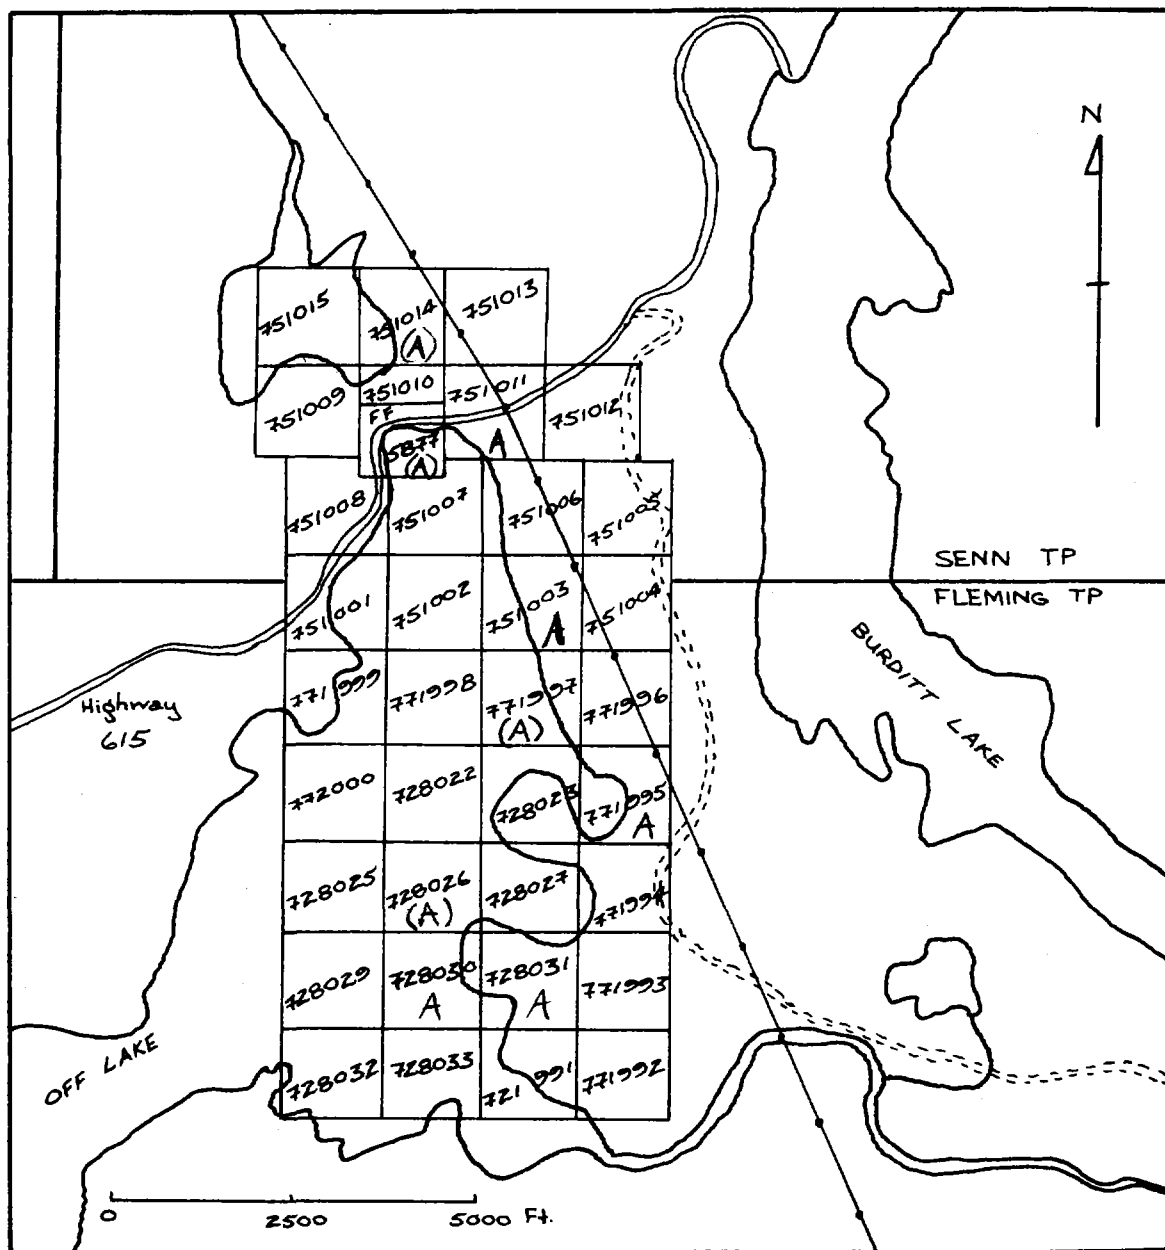 N
751015
751014
(A)
751013
751009
751010
751011
751012
FF
5877
(A)
A
751008
751007
751006
751005
SENN TP
FLEMING TP
751001
751002
751003
751004
A
BURDITT LAKE
771999
771998
771997
(A)
771996
Highway
615
772000
728022
728023
771995
A
728025
728026
(A)
728027
771994
728029
728030
A
728031
A
771993
OFF LAKE
728032
728033
721991
771992
0 2500 5000 Ft.